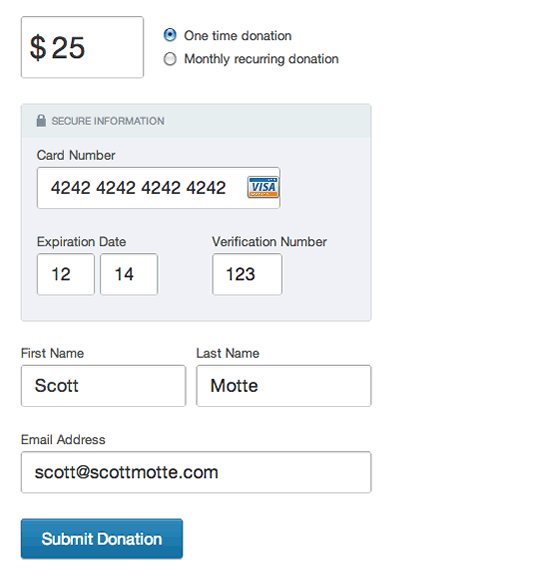 $ 25
One time donation
Monthly recurring donation
SECURE INFORMATION
Card Number
4242 4242 4242 4242 VISA
Expiration Date Verification Number
12 14 123
First Name Last Name
Scott Motte
Email Address
scott@scottmotte.com
Submit Donation